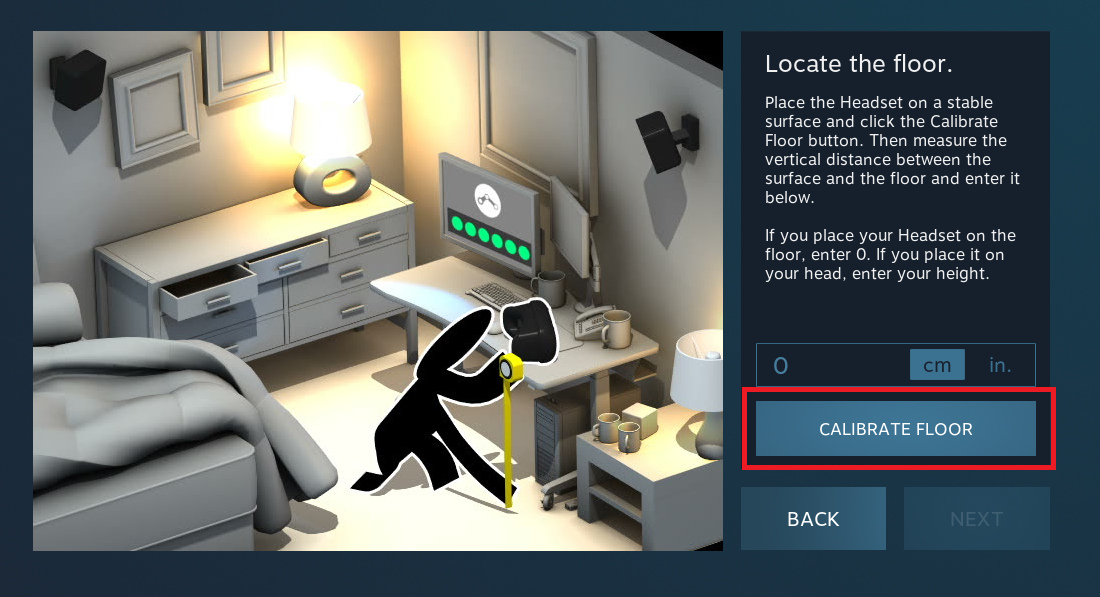 Locate the floor.
Place the Headset on a stable
surface and click the Calibrate
Floor button. Then measure the
vertical distance between the
surface and the floor and enter it
below.
If you place your Headset on the
floor, enter 0. If you place it on
your head, enter your height.
0 cm in.
CALIBRATE FLOOR
BACK NEXT